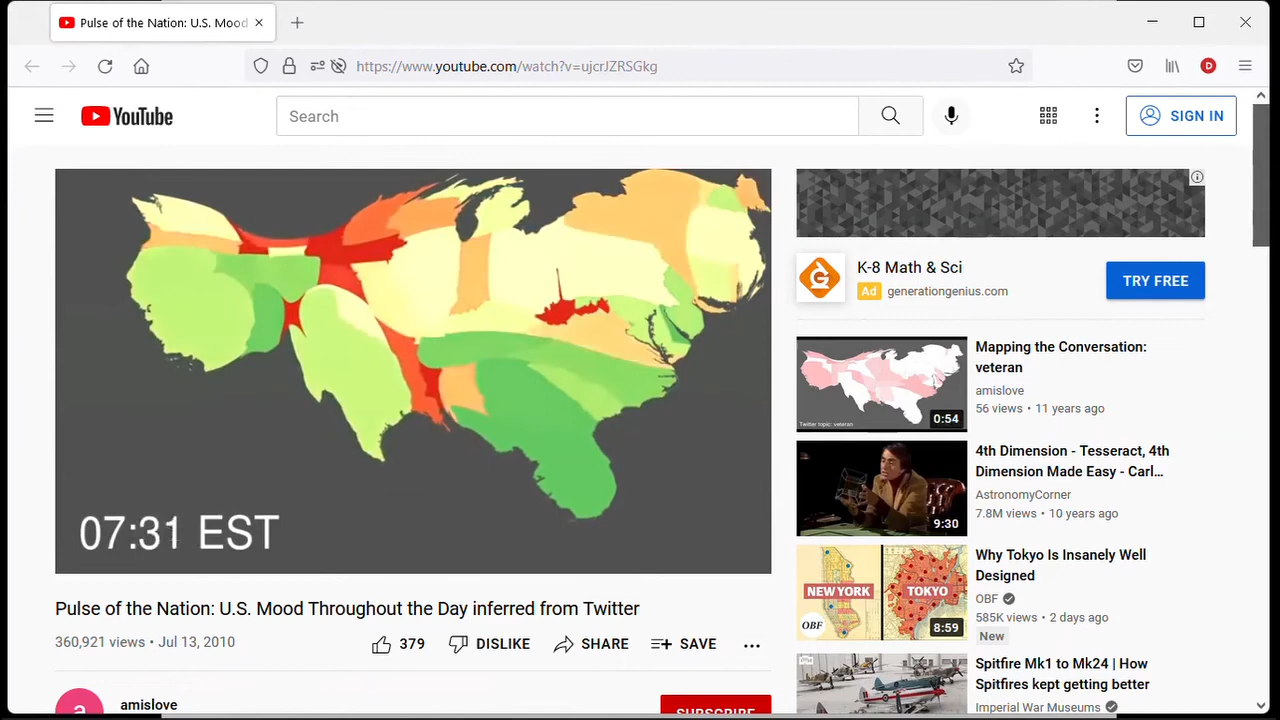 Pulse of the Nation: U.S. Mood
https://www.youtube.com/watch?v=ujcrJZRSGkg
D
YouTube
Search
SIGN IN
07:31 EST
Pulse of the Nation: U.S. Mood Throughout the Day inferred from Twitter
360,921 views • Jul 13, 2010
379
DISLIKE
SHARE
SAVE
a
amislove
SUBSCRIBE
K-8 Math & Sci
Ad generationgenius.com
TRY FREE
Twitter topic: veteran
0:54
Mapping the Conversation:
veteran
amislove
56 views • 11 years ago
9:30
4th Dimension - Tesseract, 4th
Dimension Made Easy - Carl...
AstronomyCorner
7.8M views • 10 years ago
NEW YORK
TOKYO
OBF
8:59
Why Tokyo Is Insanely Well
Designed
OBF
585K views • 2 days ago
New
Spitfire Mk1 to Mk24 | How
Spitfires kept getting better
Imperial War Museums